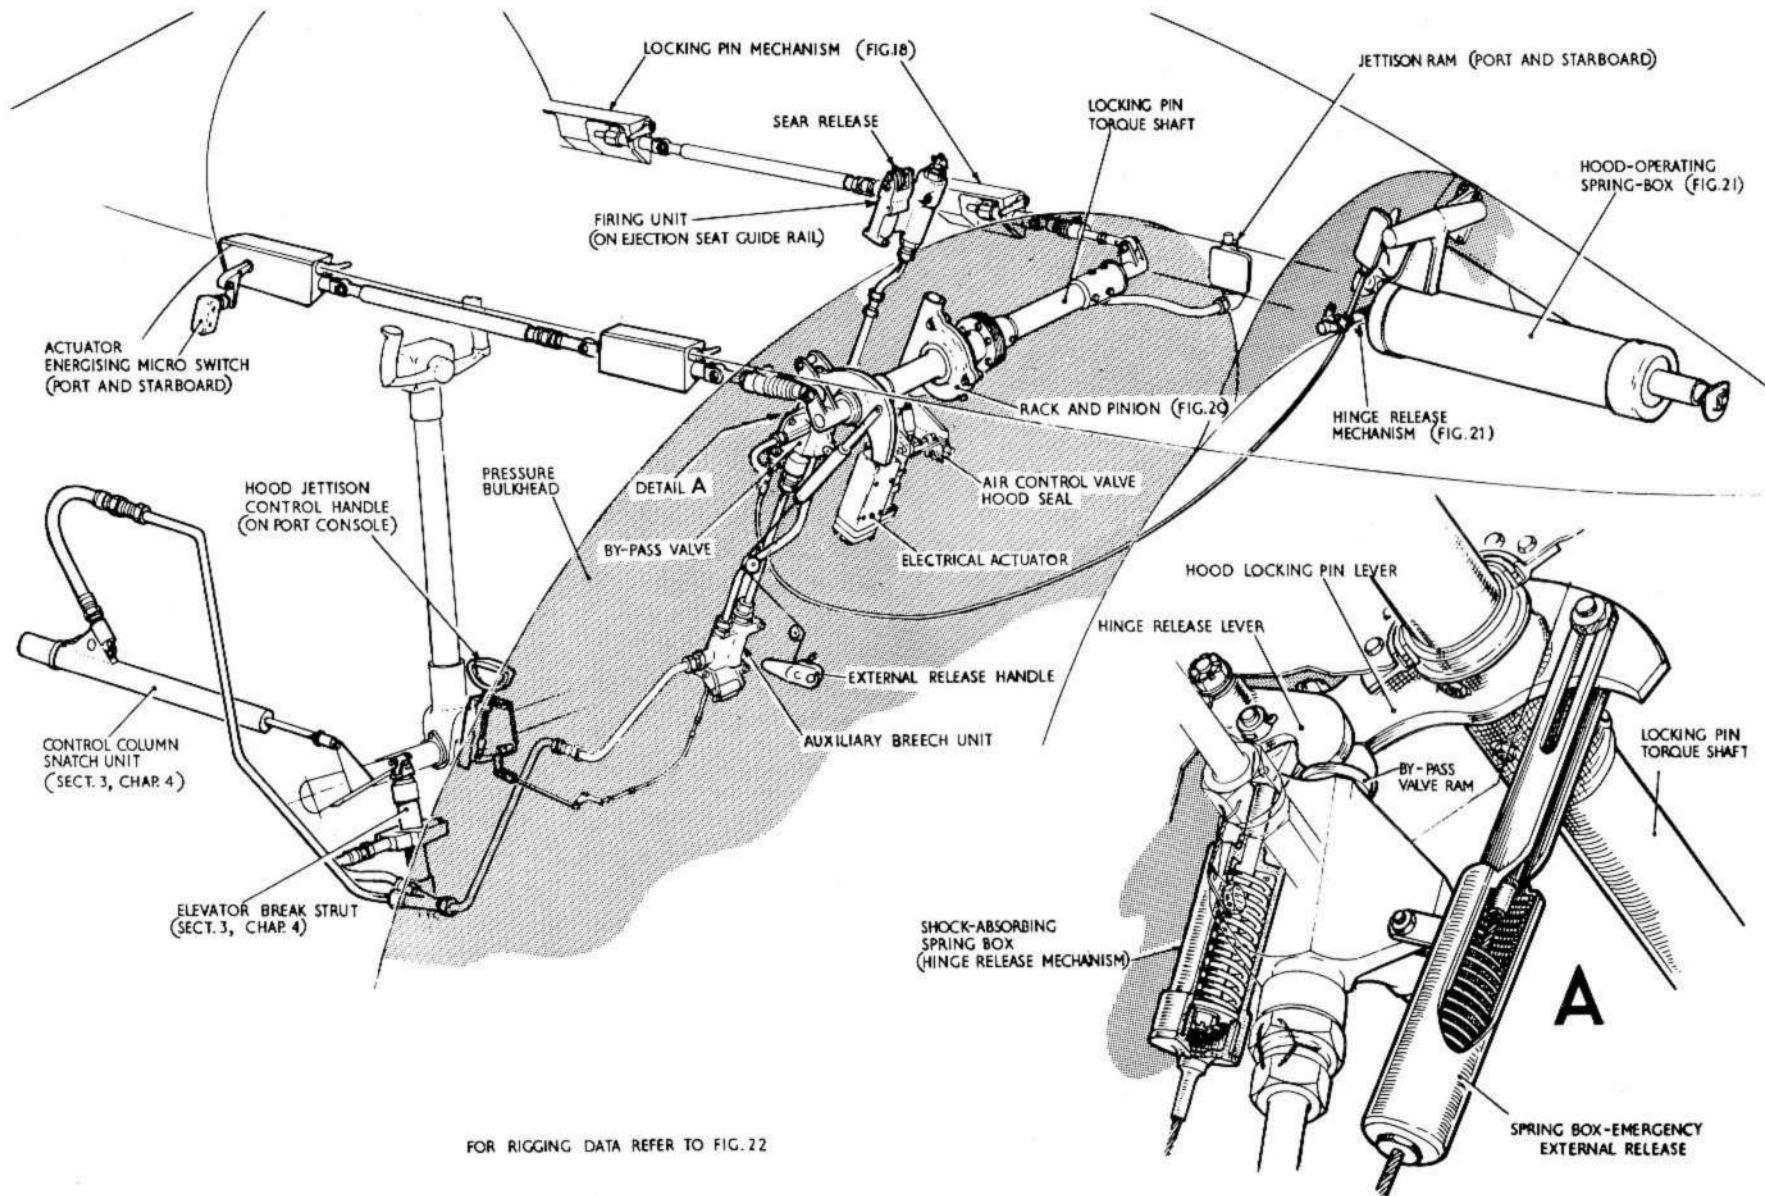 LOCKING PIN MECHANISM (FIG.18)
JETTISON RAM (PORT AND STARBOARD)
SEAR RELEASE
LOCKING PIN
TORQUE SHAFT
HOOD-OPERATING
SPRING-BOX (FIG.21)
FIRING UNIT
(ON EJECTION SEAT GUIDE RAIL)
ACTUATOR
ENERGISING MICRO SWITCH
(PORT AND STARBOARD)
RACK AND PINION (FIG.20
HINGE RELEASE
MECHANISM (FIG.21)
HOOD JETTISON
CONTROL HANDLE
(ON PORT CONSOLE)
PRESSURE
BULKHEAD
DETAIL A
AIR CONTROL VALVE
HOOD SEAL
BY-PASS VALVE
ELECTRICAL ACTUATOR
HOOD LOCKING PIN LEVER
HINGE RELEASE LEVER
EXTERNAL RELEASE HANDLE
AUXILIARY BREECH UNIT
CONTROL COLUMN
SNATCH UNIT
(SECT. 3, CHAP. 4)
LOCKING PIN
TORQUE SHAFT
BY-PASS
VALVE RAM
ELEVATOR BREAK STRUT
(SECT. 3, CHAP. 4)
SHOCK-ABSORBING
SPRING BOX
(HINGE RELEASE MECHANISM)
A
SPRING BOX-EMERGENCY
EXTERNAL RELEASE
FOR RIGGING DATA REFER TO FIG. 22